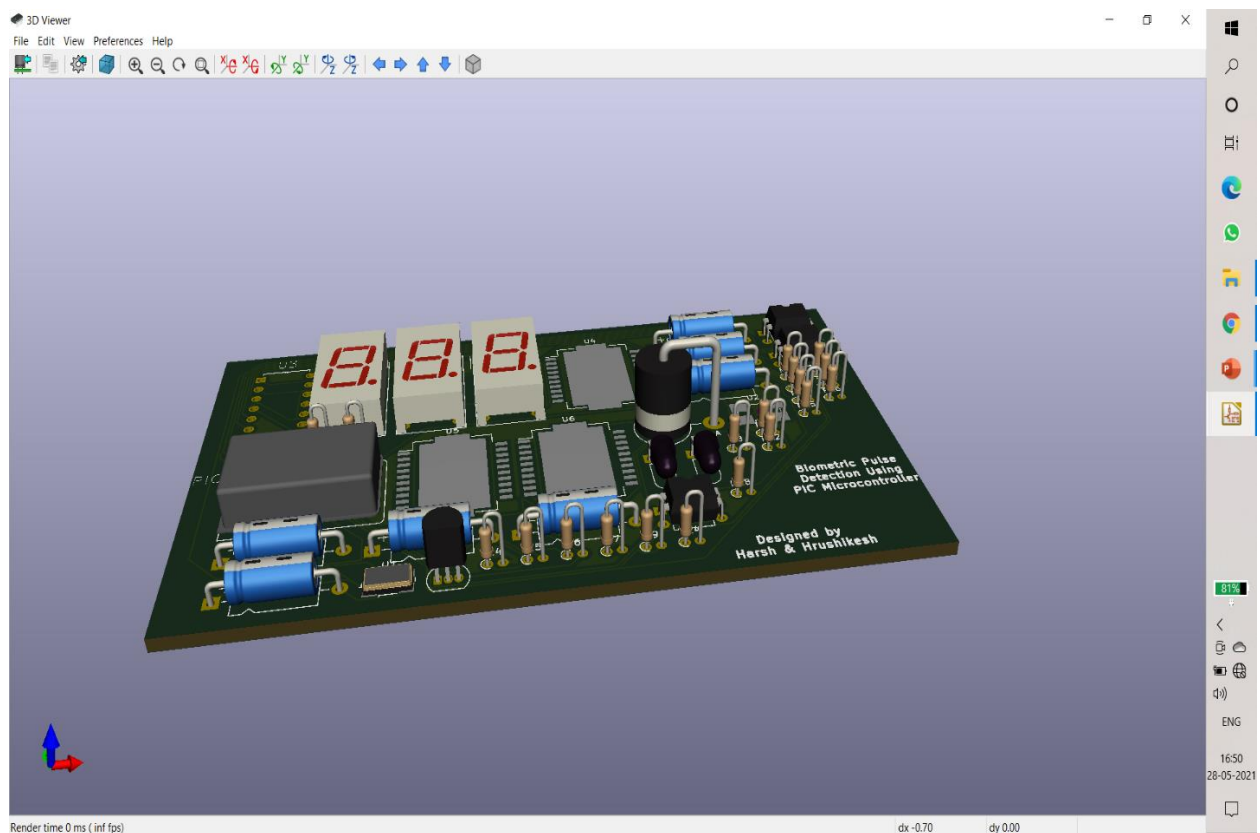 3D Viewer
File Edit View Preferences Help
U3
U4
U5
U6
PIC
Biometric Pulse
Detection Using
PIC Microcontroller
Designed by
Harsh & Hrushikesh
81%
ENG
16:50
28-05-2021
Render time 0 ms ( inf fps) dx -0.70 dy 0.00